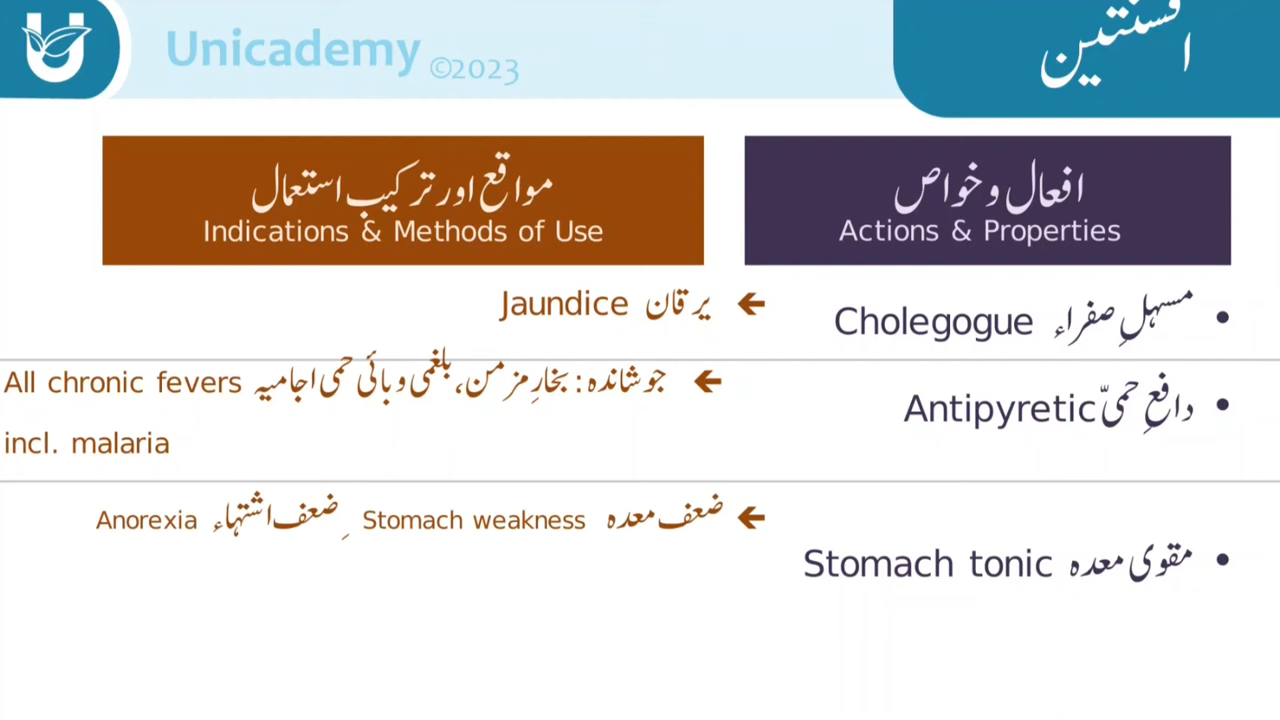 Unicademy ©2023
افسنتین
افعال و خواص
Actions & Properties
مواقع اور ترکیب استعمال
Indications & Methods of Use
مسہلِ صفراء Cholegogue
یرقان Jaundice
دافعِ حمیّ Antipyretic
جوشاندہ: بخارِ مزمن، بلغمی وبائی حمی اجامیہ All chronic fevers
incl. malaria
مقوی معدہ Stomach tonic
ضعف معدہ Stomach weakness ِضعف اشتہاء Anorexia